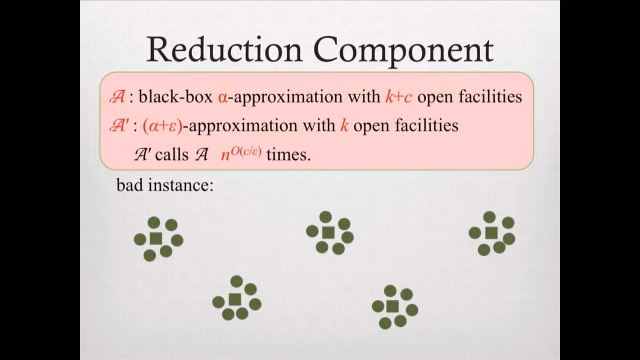 Reduction Component
𝒜 : black-box α-approximation with k+c open facilities
𝒜′ : (α+ε)-approximation with k open facilities
𝒜′ calls 𝒜 n^O(c/ε) times.
bad instance: